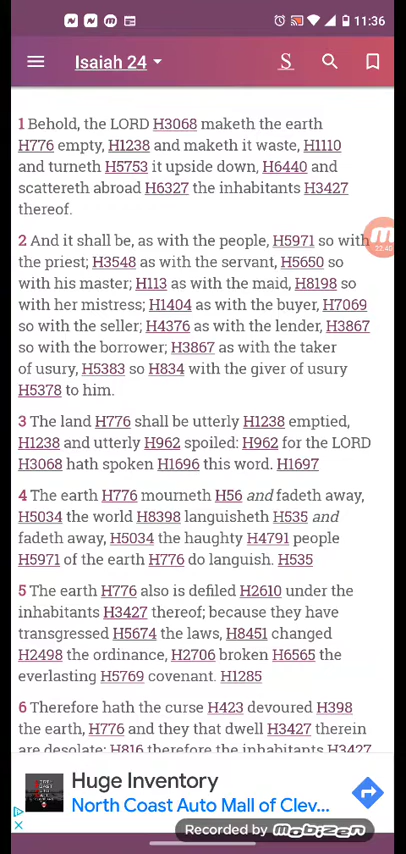 11:36
Isaiah 24
S
1 Behold, the LORD H3068 maketh the earth
H776 empty, H1238 and maketh it waste, H1110
and turneth H5753 it upside down, H6440 and
scattereth abroad H6327 the inhabitants H3427
thereof.
22:40
2 And it shall be, as with the people, H5971 so with
the priest; H3548 as with the servant, H5650 so
with his master; H113 as with the maid, H8198 so
with her mistress; H1404 as with the buyer, H7069
so with the seller; H4376 as with the lender, H3867
so with the borrower; H3867 as with the taker
of usury, H5383 so H834 with the giver of usury
H5378 to him.
3 The land H776 shall be utterly H1238 emptied,
H1238 and utterly H962 spoiled: H962 for the LORD
H3068 hath spoken H1696 this word. H1697
4 The earth H776 mourneth H56 and fadeth away,
H5034 the world H8398 languisheth H535 and
fadeth away, H5034 the haughty H4791 people
H5971 of the earth H776 do languish. H535
5 The earth H776 also is defiled H2610 under the
inhabitants H3427 thereof; because they have
transgressed H5674 the laws, H8451 changed
H2498 the ordinance, H2706 broken H6565 the
everlasting H5769 covenant. H1285
6 Therefore hath the curse H423 devoured H398
the earth, H776 and they that dwell H3427 therein
are desolate: H816 therefore the inhabitants H3427
Huge Inventory
North Coast Auto Mall of Clev...
Recorded by mobizen